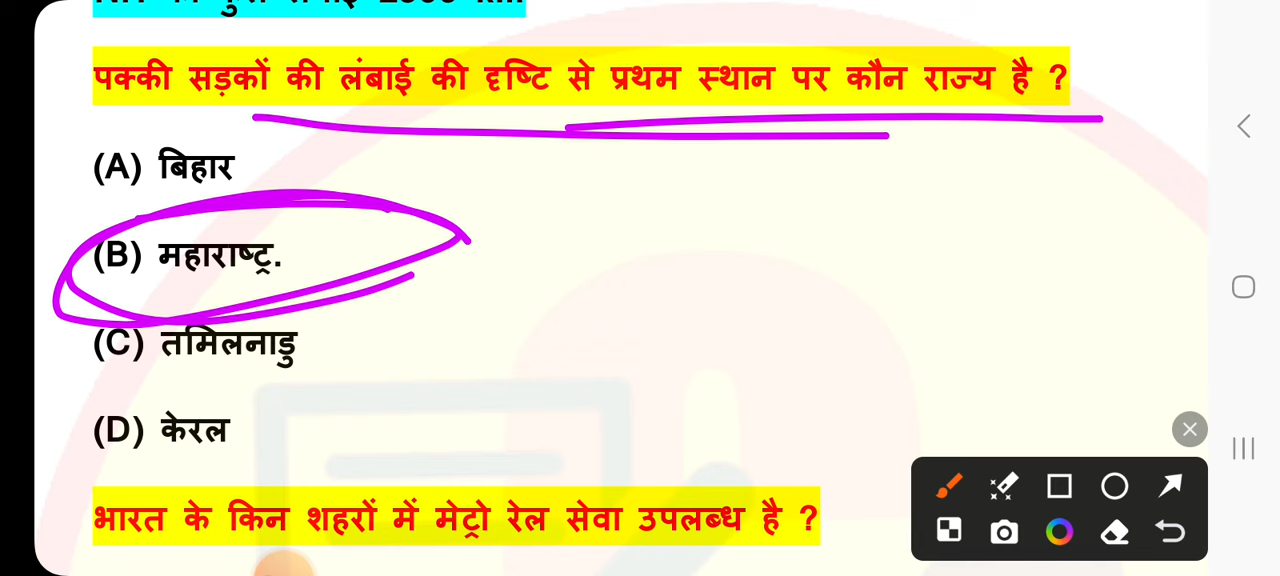 पक्की सड़कों की लंबाई की दृष्टि से प्रथम स्थान पर कौन राज्य है ?
(A) बिहार
(B) महाराष्ट्र.
(C) तमिलनाडु
(D) केरल
भारत के किन शहरों में मेट्रो रेल सेवा उपलब्ध है ?